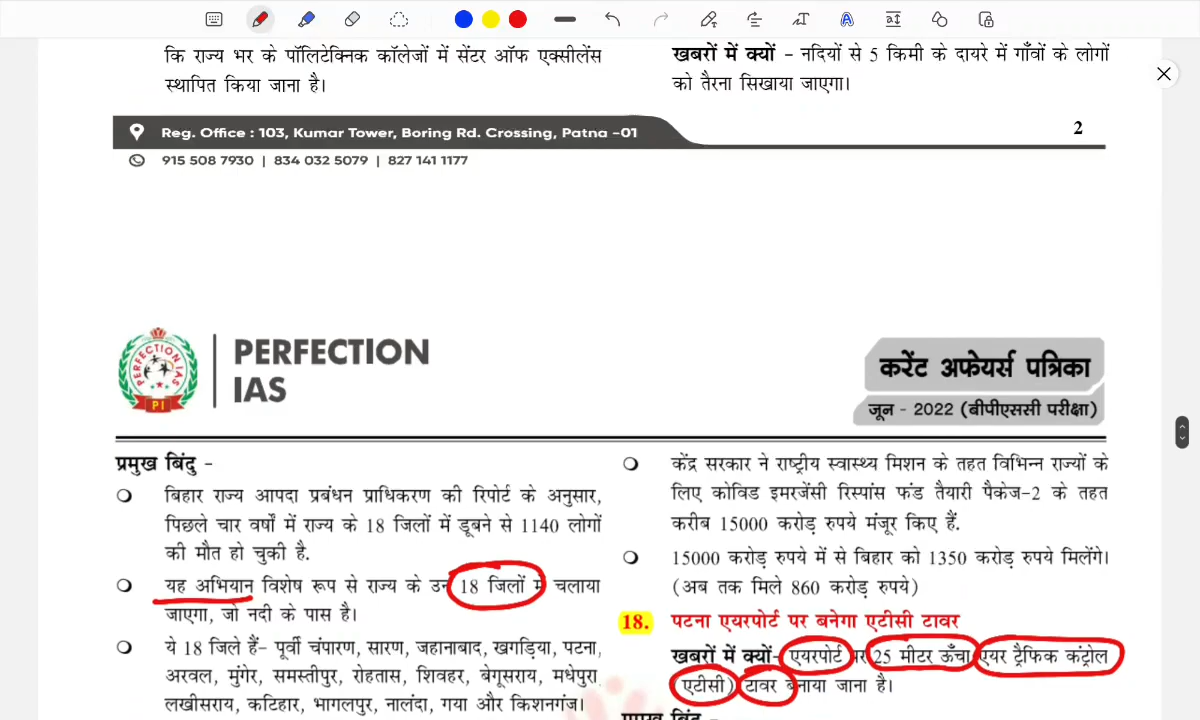 कि राज्य भर के पॉलिटेक्निक कॉलेजों में सेंटर ऑफ एक्सीलेंस
स्थापित किया जाना है।
खबरों में क्यों - नदियों से 5 किमी के दायरे में गाँवों के लोगों
को तैरना सिखाया जाएगा।
Reg. Office : 103, Kumar Tower, Boring Rd. Crossing, Patna -01
2
915 508 7930 | 834 032 5079 | 827 141 1177
PERFECTION IAS
PI
PERFECTION
IAS
करेंट अफेयर्स पत्रिका
जून - 2022 (बीपीएससी परीक्षा)
प्रमुख बिंदु -
बिहार राज्य आपदा प्रबंधन प्राधिकरण की रिपोर्ट के अनुसार,
पिछले चार वर्षों में राज्य के 18 जिलों में डूबने से 1140 लोगों
की मौत हो चुकी है.
यह अभियान विशेष रूप से राज्य के उन 18 जिलों में चलाया
जाएगा, जो नदी के पास है।
ये 18 जिले हैं- पूर्वी चंपारण, सारण, जहानाबाद, खगड़िया, पटना,
अरवल, मुंगेर, समस्तीपुर, रोहतास, शिवहर, बेगूसराय, मधेपुरा,
लखीसराय, कटिहार, भागलपुर, नालंदा, गया और किशनगंज।
केंद्र सरकार ने राष्ट्रीय स्वास्थ्य मिशन के तहत विभिन्न राज्यों के
लिए कोविड इमरजेंसी रिस्पांस फंड तैयारी पैकेज-2 के तहत
करीब 15000 करोड़ रुपये मंजूर किए हैं.
15000 करोड़ रुपये में से बिहार को 1350 करोड़ रुपये मिलेंगे।
(अब तक मिले 860 करोड़ रुपये)
18. पटना एयरपोर्ट पर बनेगा एटीसी टावर
खबरों में क्यों- एयरपोर्ट पर 25 मीटर ऊँचा एयर ट्रैफिक कंट्रोल
(एटीसी) टावर बनाया जाना है।
प्रमुख बिंदु -